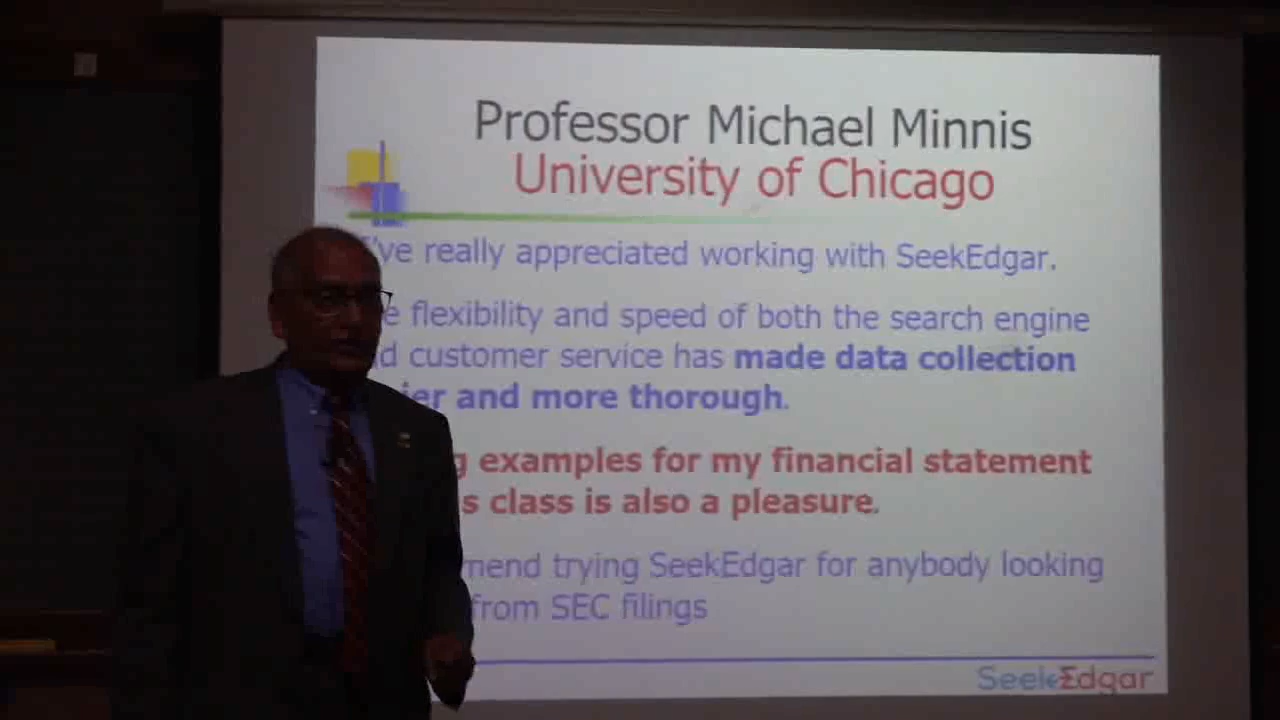 Professor Michael Minnis
University of Chicago
I've really appreciated working with SeekEdgar.
flexibility and speed of both the search engine
customer service has made data collection
and more thorough.
examples for my financial statement
class is also a pleasure.
trying SeekEdgar for anybody looking
from SEC filings
SeekEdgar